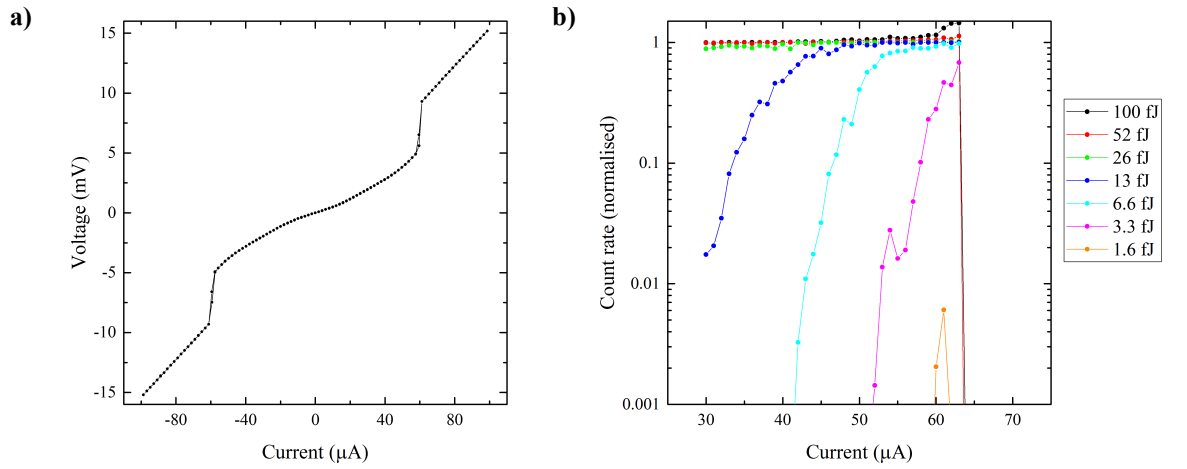 a)
15
10
5
0
-5
-10
-15
Voltage (mV)
-80
-40
0
40
80
Current (µA)
b)
1
0.1
0.01
0.001
Count rate (normalised)
30
40
50
60
70
Current (µA)
100 fJ
52 fJ
26 fJ
13 fJ
6.6 fJ
3.3 fJ
1.6 fJ